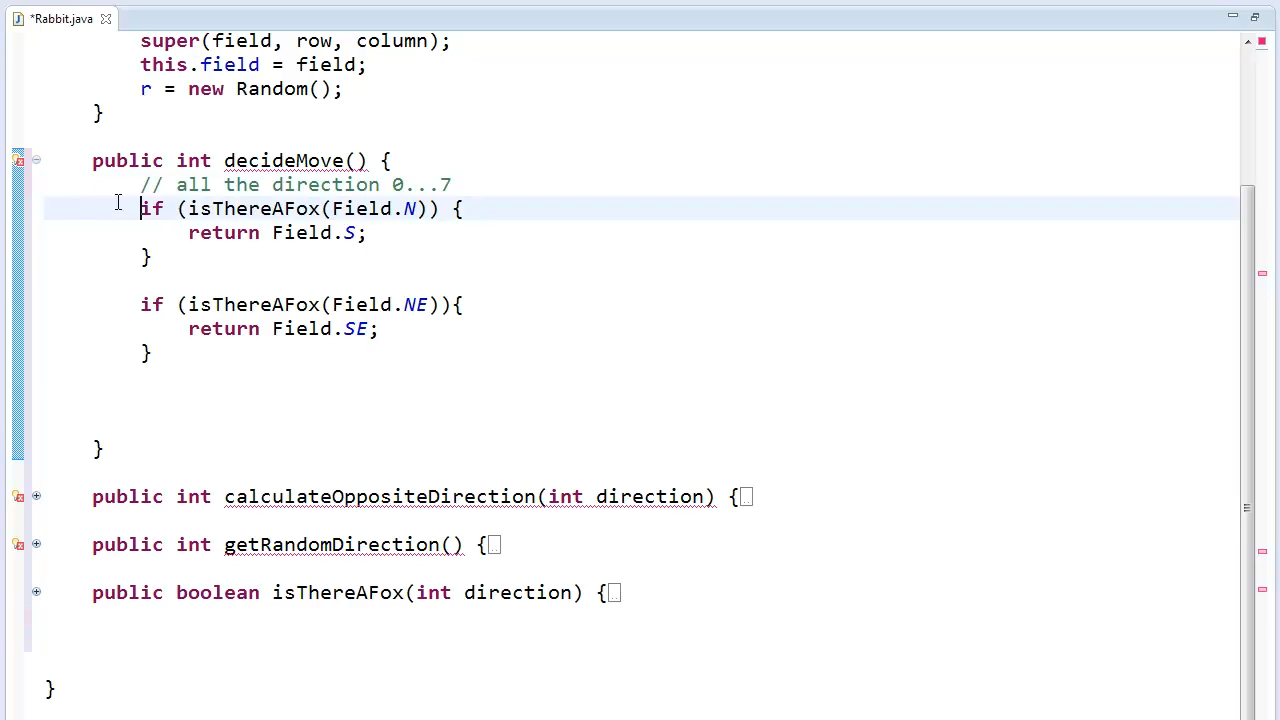 *Rabbit.java
super(field, row, column);
this.field = field;
r = new Random();
}
public int decideMove() {
// all the direction 0...7
if (isThereAFox(Field.N)) {
return Field.S;
}
if (isThereAFox(Field.NE)){
return Field.SE;
}
}
public int calculateOppositeDirection(int direction) {
public int getRandomDirection() {
public boolean isThereAFox(int direction) {
}